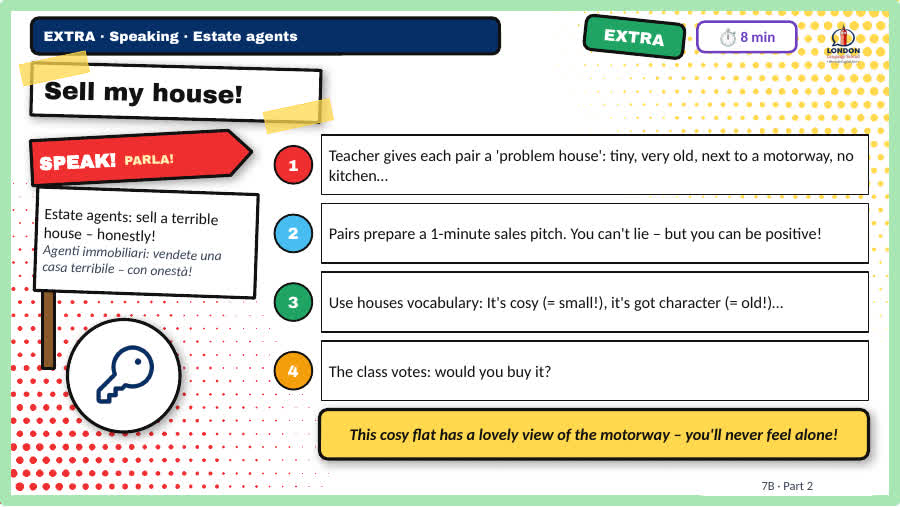 EXTRA · Speaking · Estate agents
EXTRA
8 min
LONDON
Sell my house!
SPEAK! PARLA!
Estate agents: sell a terrible
house – honestly!
Agenti immobiliari: vendete una
casa terribile – con onestà!
1
Teacher gives each pair a 'problem house': tiny, very old, next to a motorway, no
kitchen...
2
Pairs prepare a 1-minute sales pitch. You can't lie – but you can be positive!
3
Use houses vocabulary: It's cosy (= small!), it's got character (= old!)...
4
The class votes: would you buy it?
This cosy flat has a lovely view of the motorway – you'll never feel alone!
7B · Part 2